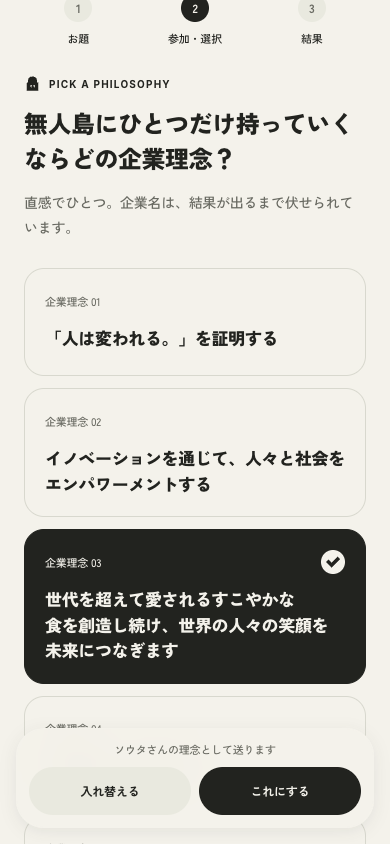 1
2
3
お題
参加・選択
結果
PICK A PHILOSOPHY
無人島にひとつだけ持っていく
ならどの企業理念？
直感でひとつ。企業名は、結果が出るまで伏せられて
います。
企業理念 01
「人は変われる。」を証明する
企業理念 02
イノベーションを通じて、人々と社会を
エンパワーメントする
企業理念 03
世代を超えて愛されるすこやかな
食を創造し続け、世界の人々の笑顔を
未来につなぎます
ソウタさんの理念として送ります
入れ替える
これにする